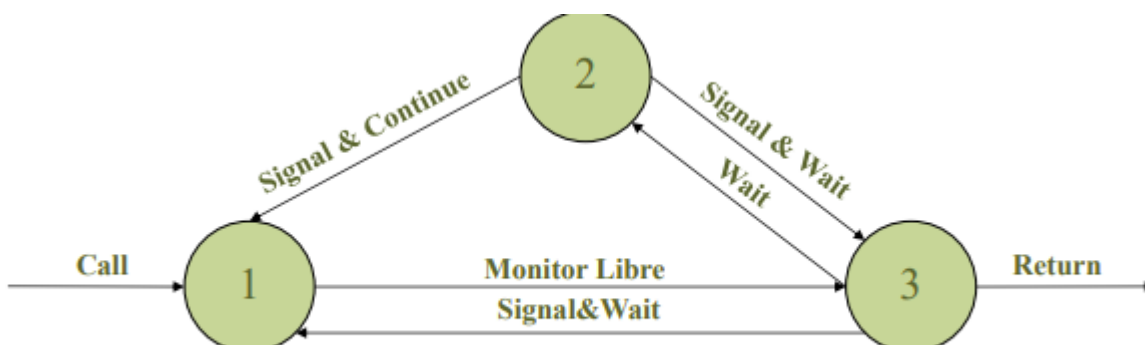 2
Signal & Continue
Signal & Wait
Wait
Call
1
Monitor Libre
Signal&Wait
3
Return